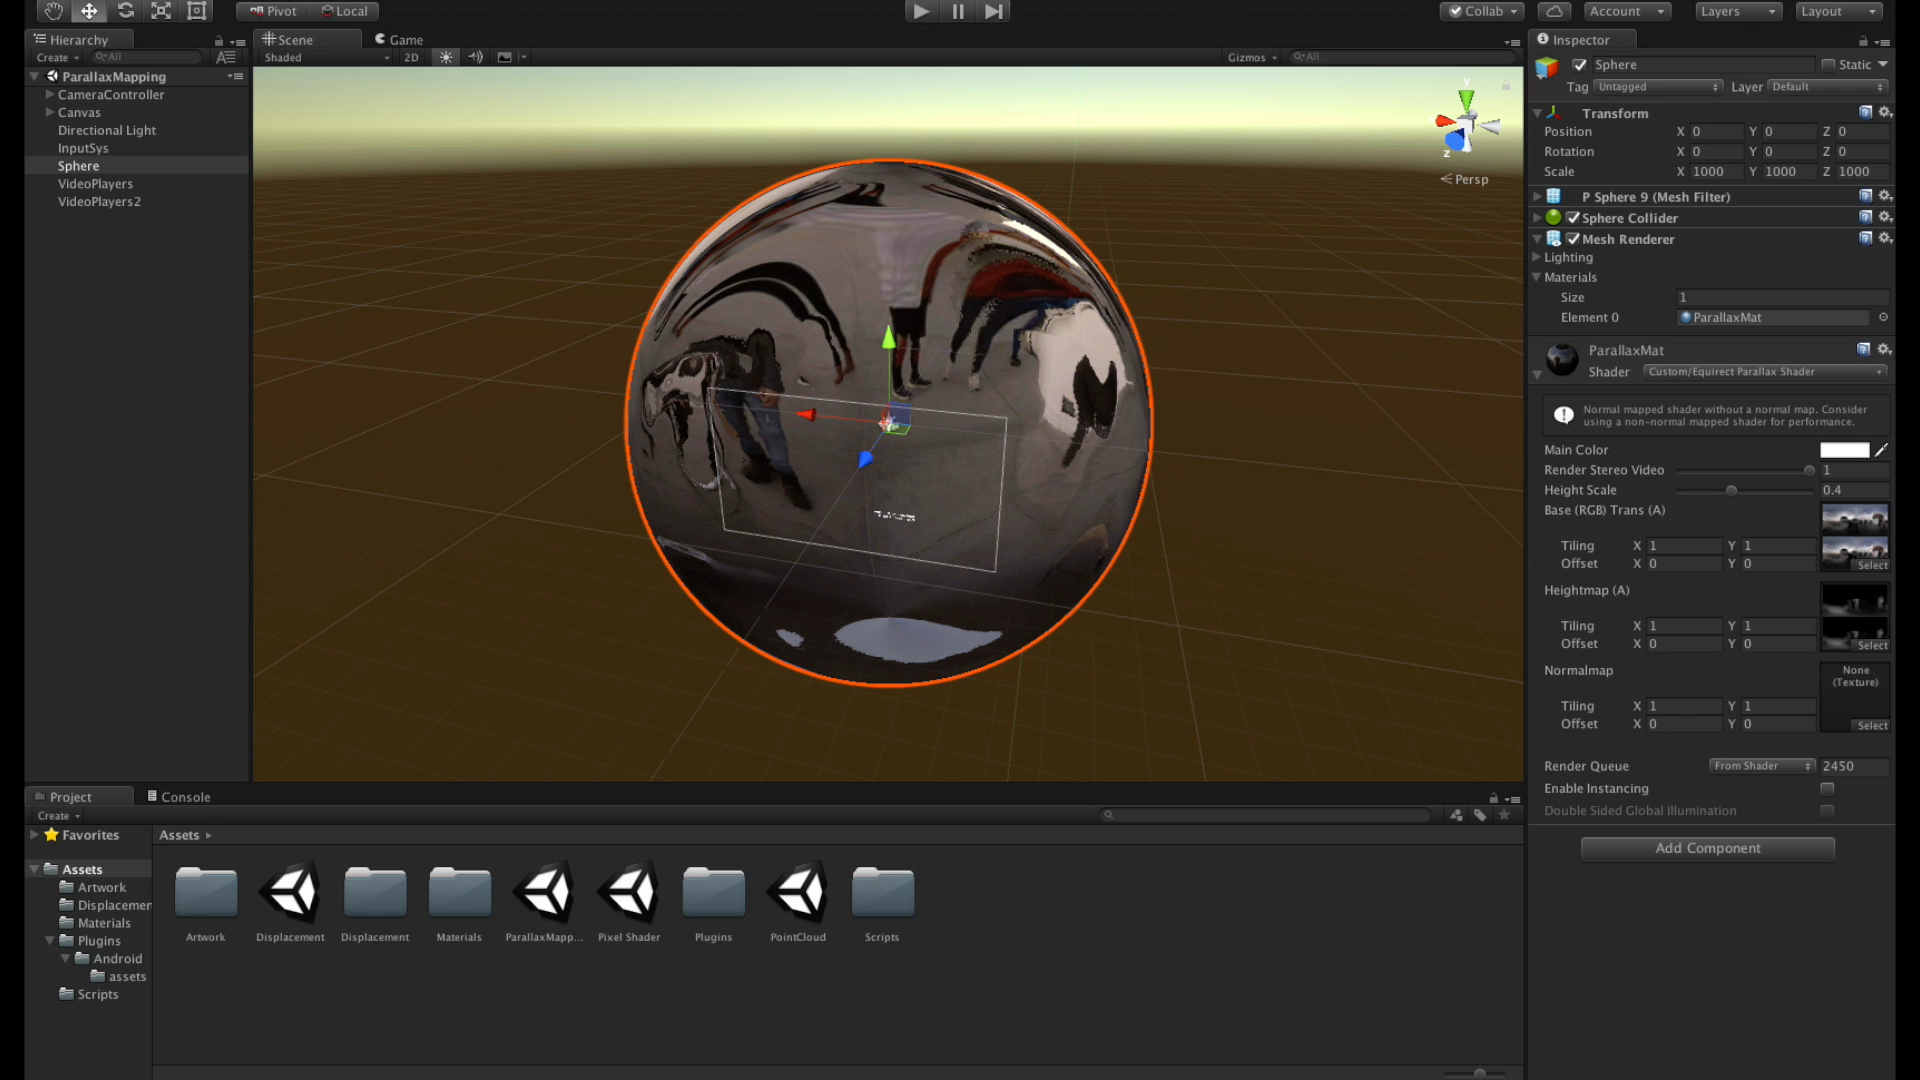 Pivot Local Collab Account Layers Layout
Hierarchy
Create All
ParallaxMapping
CameraController
Canvas
Directional Light
InputSys
Sphere
VideoPlayers
VideoPlayers2
Scene Game
Shaded 2D Gizmos All
y
z
Persp
Inspector
Sphere Static
Tag Untagged Layer Default
Transform
Position X 0 Y 0 Z 0
Rotation X 0 Y 0 Z 0
Scale X 1000 Y 1000 Z 1000
P Sphere 9 (Mesh Filter)
Sphere Collider
Mesh Renderer
Lighting
Materials
Size 1
Element 0 ParallaxMat
ParallaxMat
Shader Custom/Equirect Parallax Shader
Normal mapped shader without a normal map. Consider
using a non-normal mapped shader for performance.
Main Color
Render Stereo Video 1
Height Scale 0.4
Base (RGB) Trans (A)
Tiling X 1 Y 1
Offset X 0 Y 0
Select
Heightmap (A)
Tiling X 1 Y 1
Offset X 0 Y 0
Select
Normalmap
None
(Texture)
Tiling X 1 Y 1
Offset X 0 Y 0
Select
Render Queue From Shader 2450
Enable Instancing
Double Sided Global Illumination
Add Component
Project Console
Create
Favorites
Assets
Artwork
Displacemen
Materials
Plugins
Android
assets
Scripts
Assets
Artwork
Displacement
Displacement
Materials
ParallaxMapp...
Pixel Shader
Plugins
PointCloud
Scripts